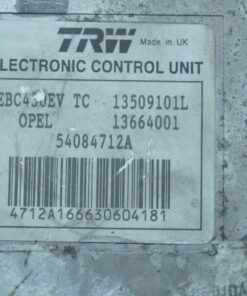 TRW Made in UK
ELECTRONIC CONTROL UNIT
EBC430EV TC 13509101L
OPEL 13664001
54084712A
4712A166630604181